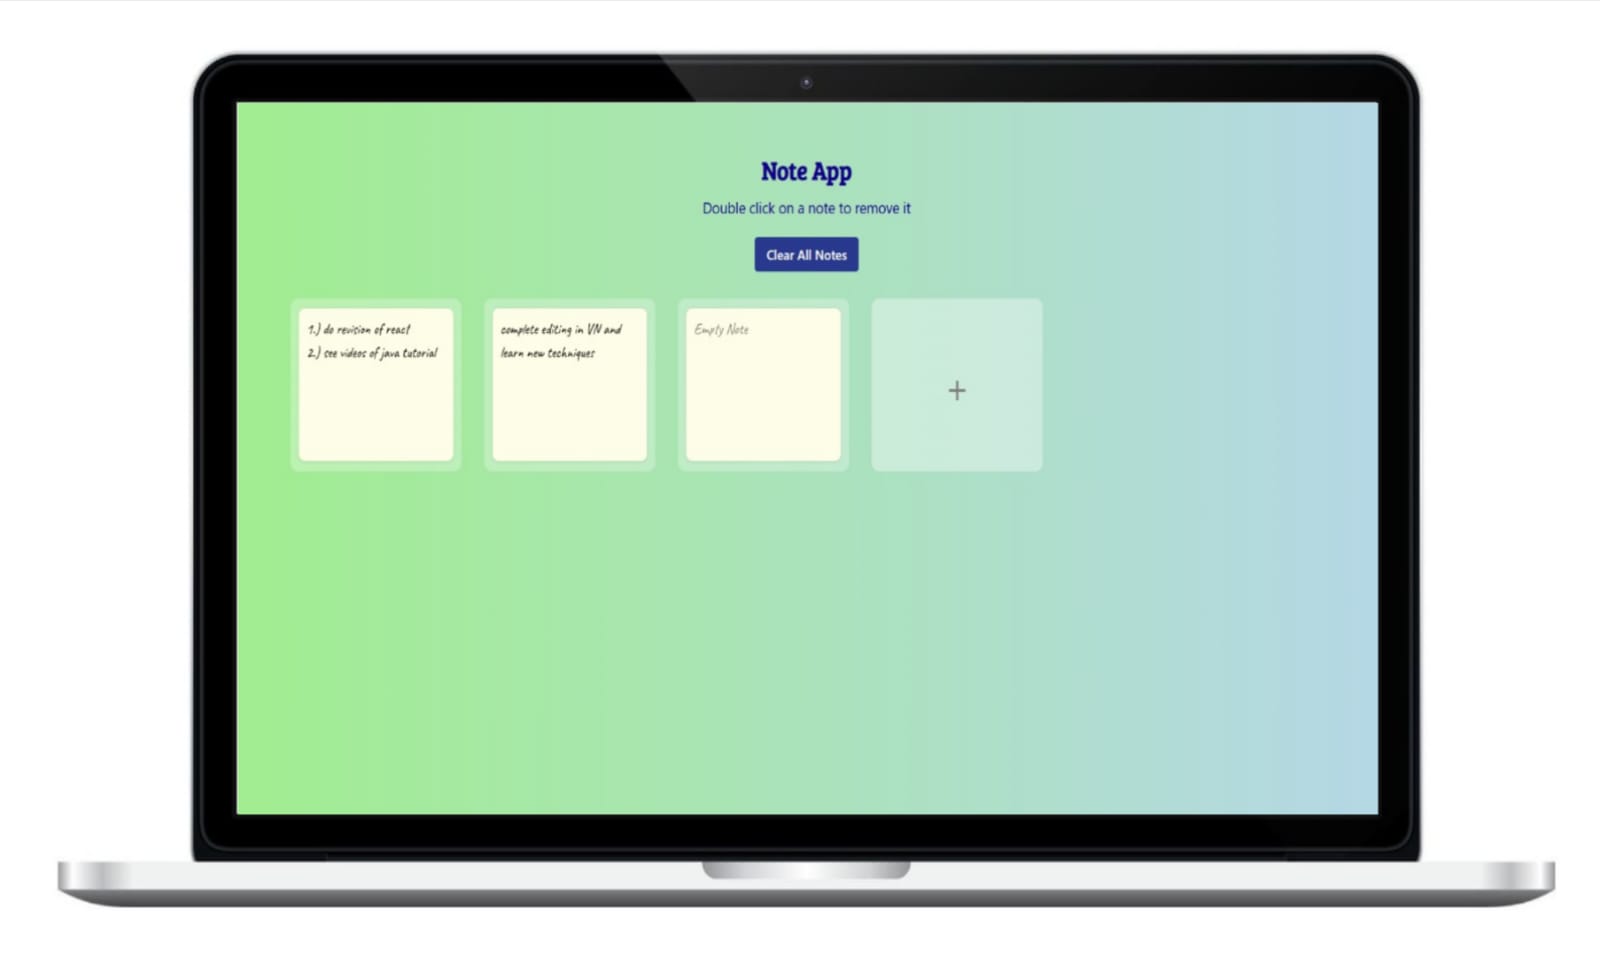 Note App
Double click on a note to remove it
Clear All Notes
1.) do revision of react
2.) see videos of java tutorial
complete editing in VN and
learn new techniques
Empty Note
+